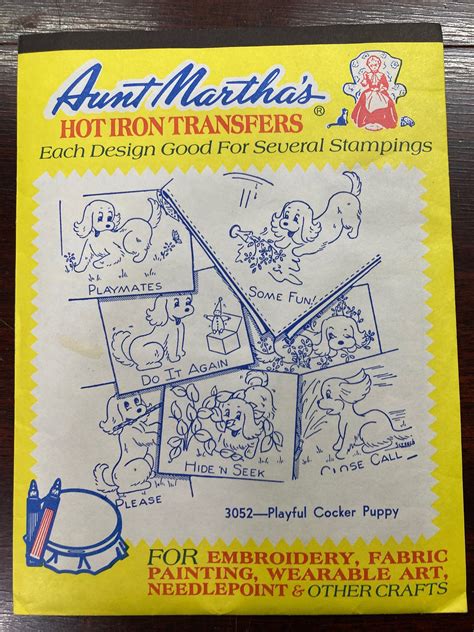 Aunt Martha's®
HOT IRON TRANSFERS
Each Design Good For Several Stampings
PLAYMATES
SOME FUN!
DO IT AGAIN
HIDE 'N SEEK
CLOSE CALL
PLEASE
3052—Playful Cocker Puppy
FOR EMBROIDERY, FABRIC
PAINTING, WEARABLE ART,
NEEDLEPOINT & OTHER CRAFTS